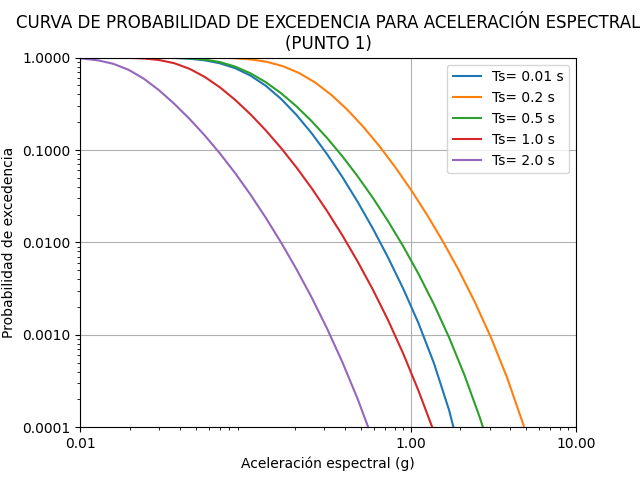 CURVA DE PROBABILIDAD DE EXCEDENCIA PARA ACELERACIÓN ESPECTRAL
(PUNTO 1)
1.0000
0.1000
0.0100
0.0010
0.0001
Probabilidad de excedencia
Ts= 0.01 s
Ts= 0.2 s
Ts= 0.5 s
Ts= 1.0 s
Ts= 2.0 s
0.01
1.00
10.00
Aceleración espectral (g)